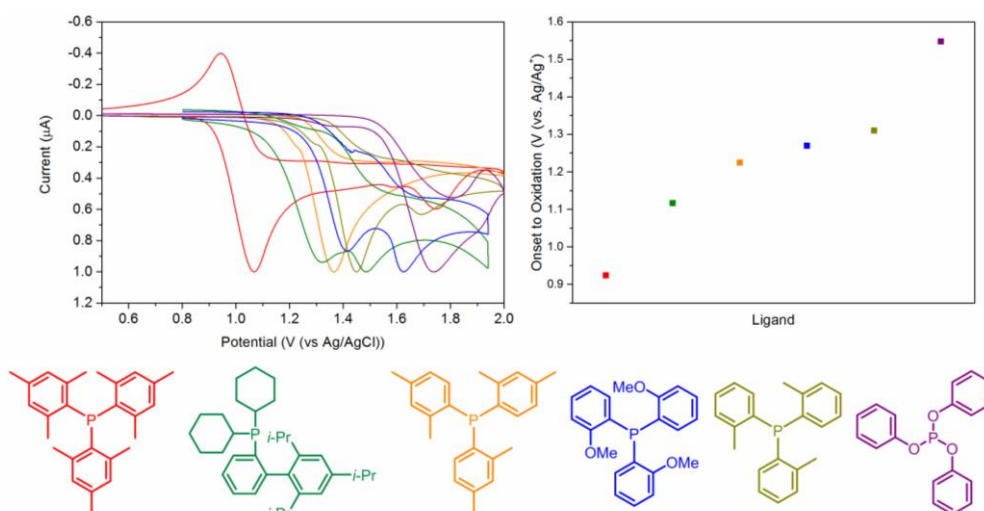 -0.6
-0.4
-0.2
0.0
0.2
0.4
0.6
0.8
1.0
1.2
Current (µA)
0.6 0.8 1.0 1.2 1.4 1.6 1.8 2.0
Potential (V (vs Ag/AgCl))
1.6
1.5
1.4
1.3
1.2
1.1
1.0
0.9
Onset to Oxidation (V (vs. Ag/Ag⁺)
Ligand
P
P
i-Pr
i-Pr
i-Pr
P
MeO
P
OMe
OMe
P
O
O
P
O